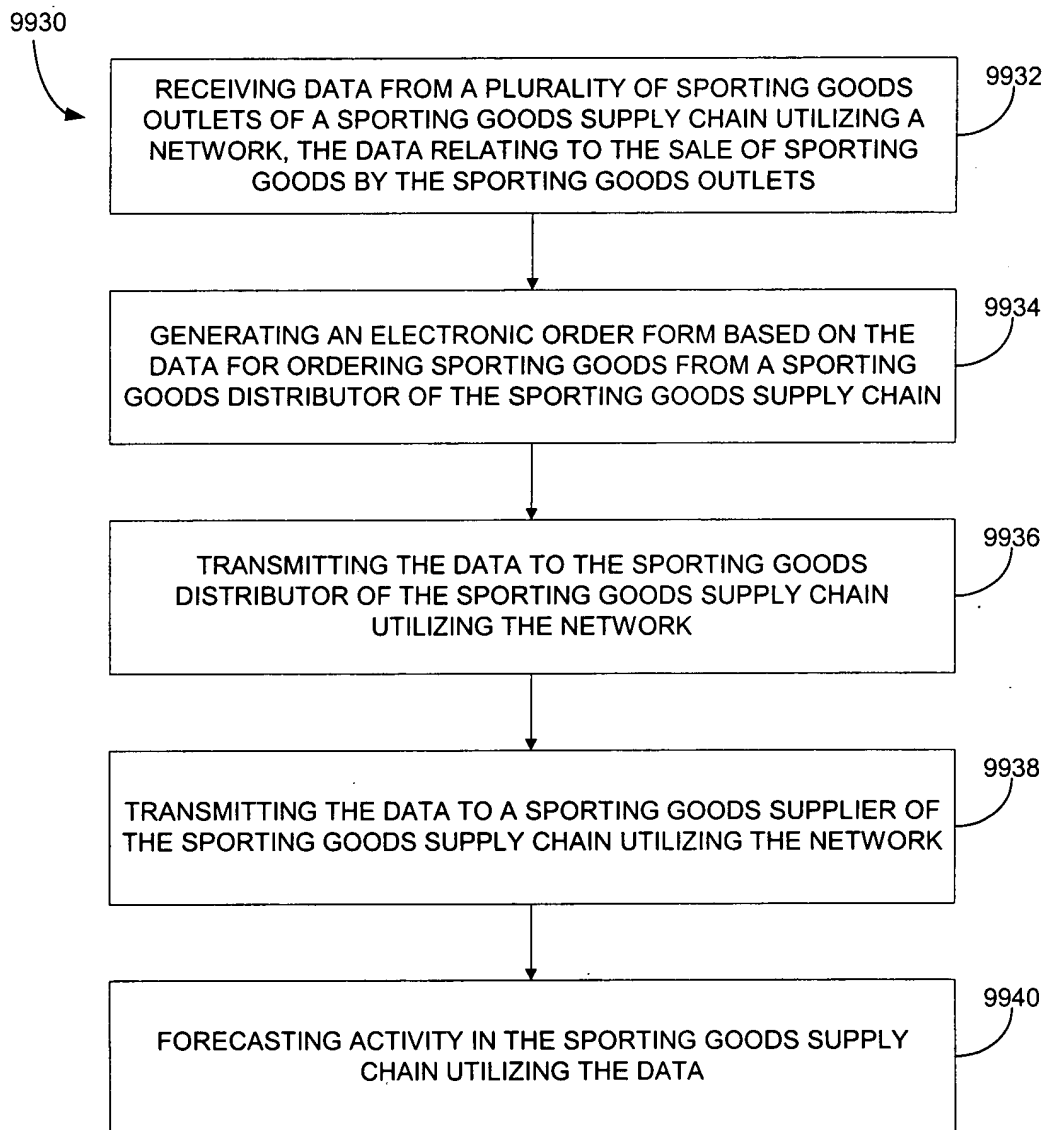 9930
9932
RECEIVING DATA FROM A PLURALITY OF SPORTING GOODS
OUTLETS OF A SPORTING GOODS SUPPLY CHAIN UTILIZING A
NETWORK, THE DATA RELATING TO THE SALE OF SPORTING
GOODS BY THE SPORTING GOODS OUTLETS
9934
GENERATING AN ELECTRONIC ORDER FORM BASED ON THE
DATA FOR ORDERING SPORTING GOODS FROM A SPORTING
GOODS DISTRIBUTOR OF THE SPORTING GOODS SUPPLY CHAIN
9936
TRANSMITTING THE DATA TO THE SPORTING GOODS
DISTRIBUTOR OF THE SPORTING GOODS SUPPLY CHAIN
UTILIZING THE NETWORK
9938
TRANSMITTING THE DATA TO A SPORTING GOODS SUPPLIER OF
THE SPORTING GOODS SUPPLY CHAIN UTILIZING THE NETWORK
9940
FORECASTING ACTIVITY IN THE SPORTING GOODS SUPPLY
CHAIN UTILIZING THE DATA